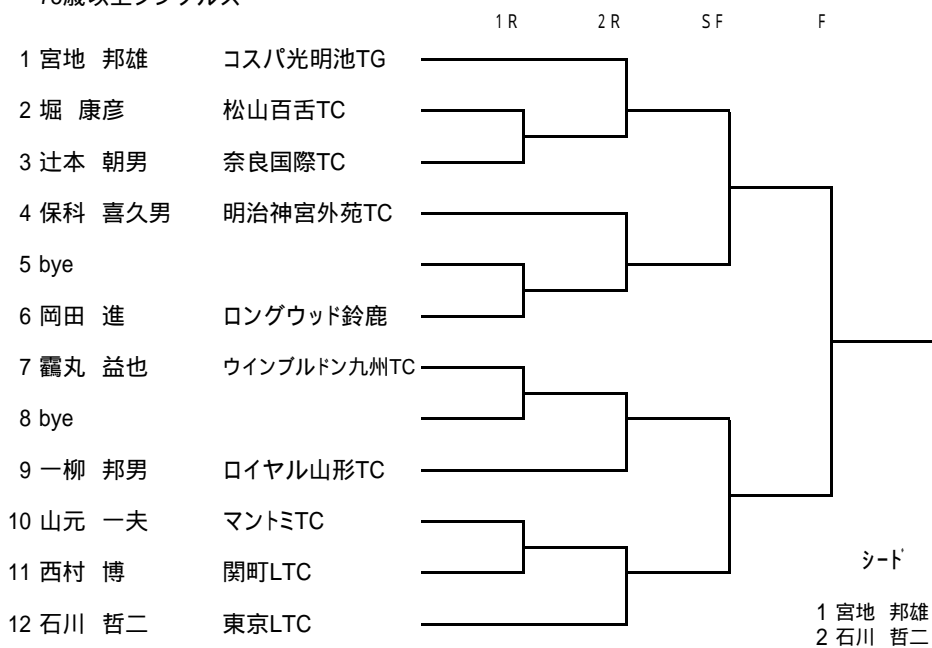 1R 2R SF F
1 宮地 邦雄 コスパ光明池TG
2 堀 康彦 松山百舌TC
3 辻本 朝男 奈良国際TC
4 保科 喜久男 明治神宮外苑TC
5 bye
6 岡田 進 ロングウッド鈴鹿
7 靏丸 益也 ウインブルドン九州TC
8 bye
9 一柳 邦男 ロイヤル山形TC
10 山元 一夫 マントミTC
11 西村 博 関町LTC
12 石川 哲二 東京LTC
シード
1 宮地 邦雄
2 石川 哲二